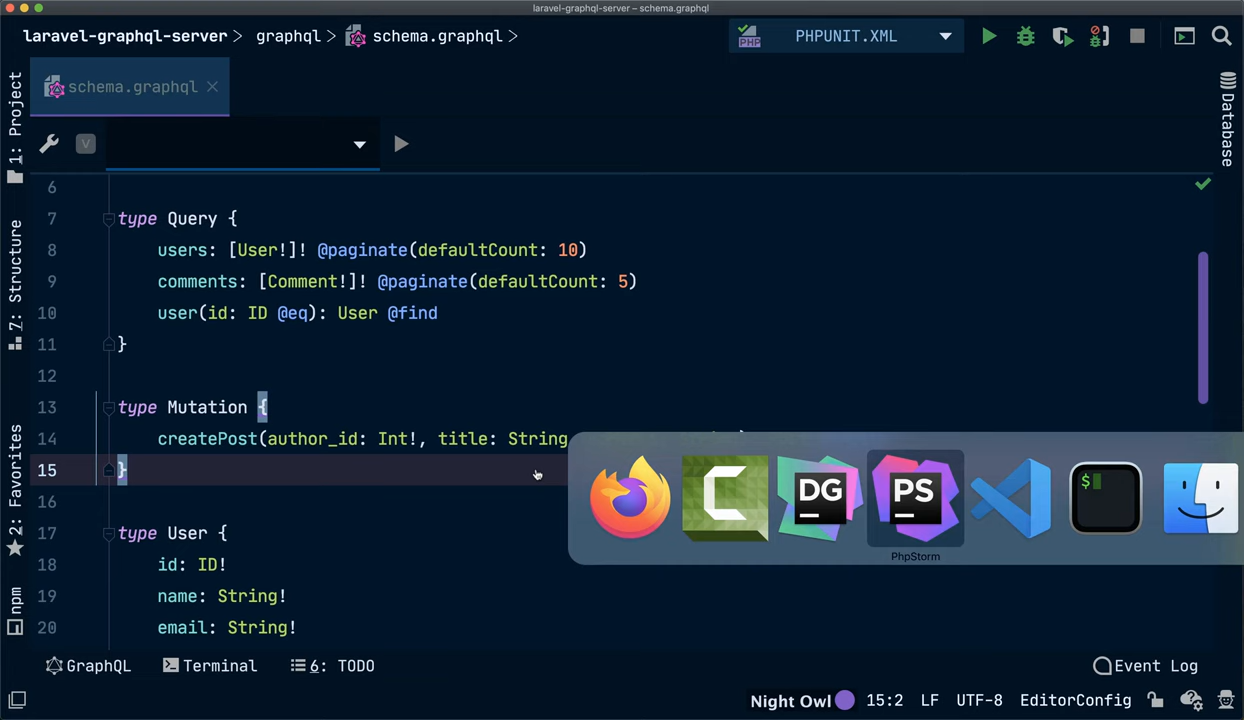 laravel-graphql-server – schema.graphql
laravel-graphql-server > graphql > schema.graphql >
PHP
PHPUNIT.XML
1: Project
schema.graphql
Database
V
6
7 type Query {
8 users: [User!]! @paginate(defaultCount: 10)
9 comments: [Comment!]! @paginate(defaultCount: 5)
10 user(id: ID @eq): User @find
11 }
12
13 type Mutation {
14 createPost(author_id: Int!, title: String
15 }
16
17 type User {
18 id: ID!
19 name: String!
20 email: String!
7: Structure
2: Favorites
npm
C
DG
PS
$
PhpStorm
GraphQL Terminal 6: TODO Event Log
Night Owl 15:2 LF UTF-8 EditorConfig